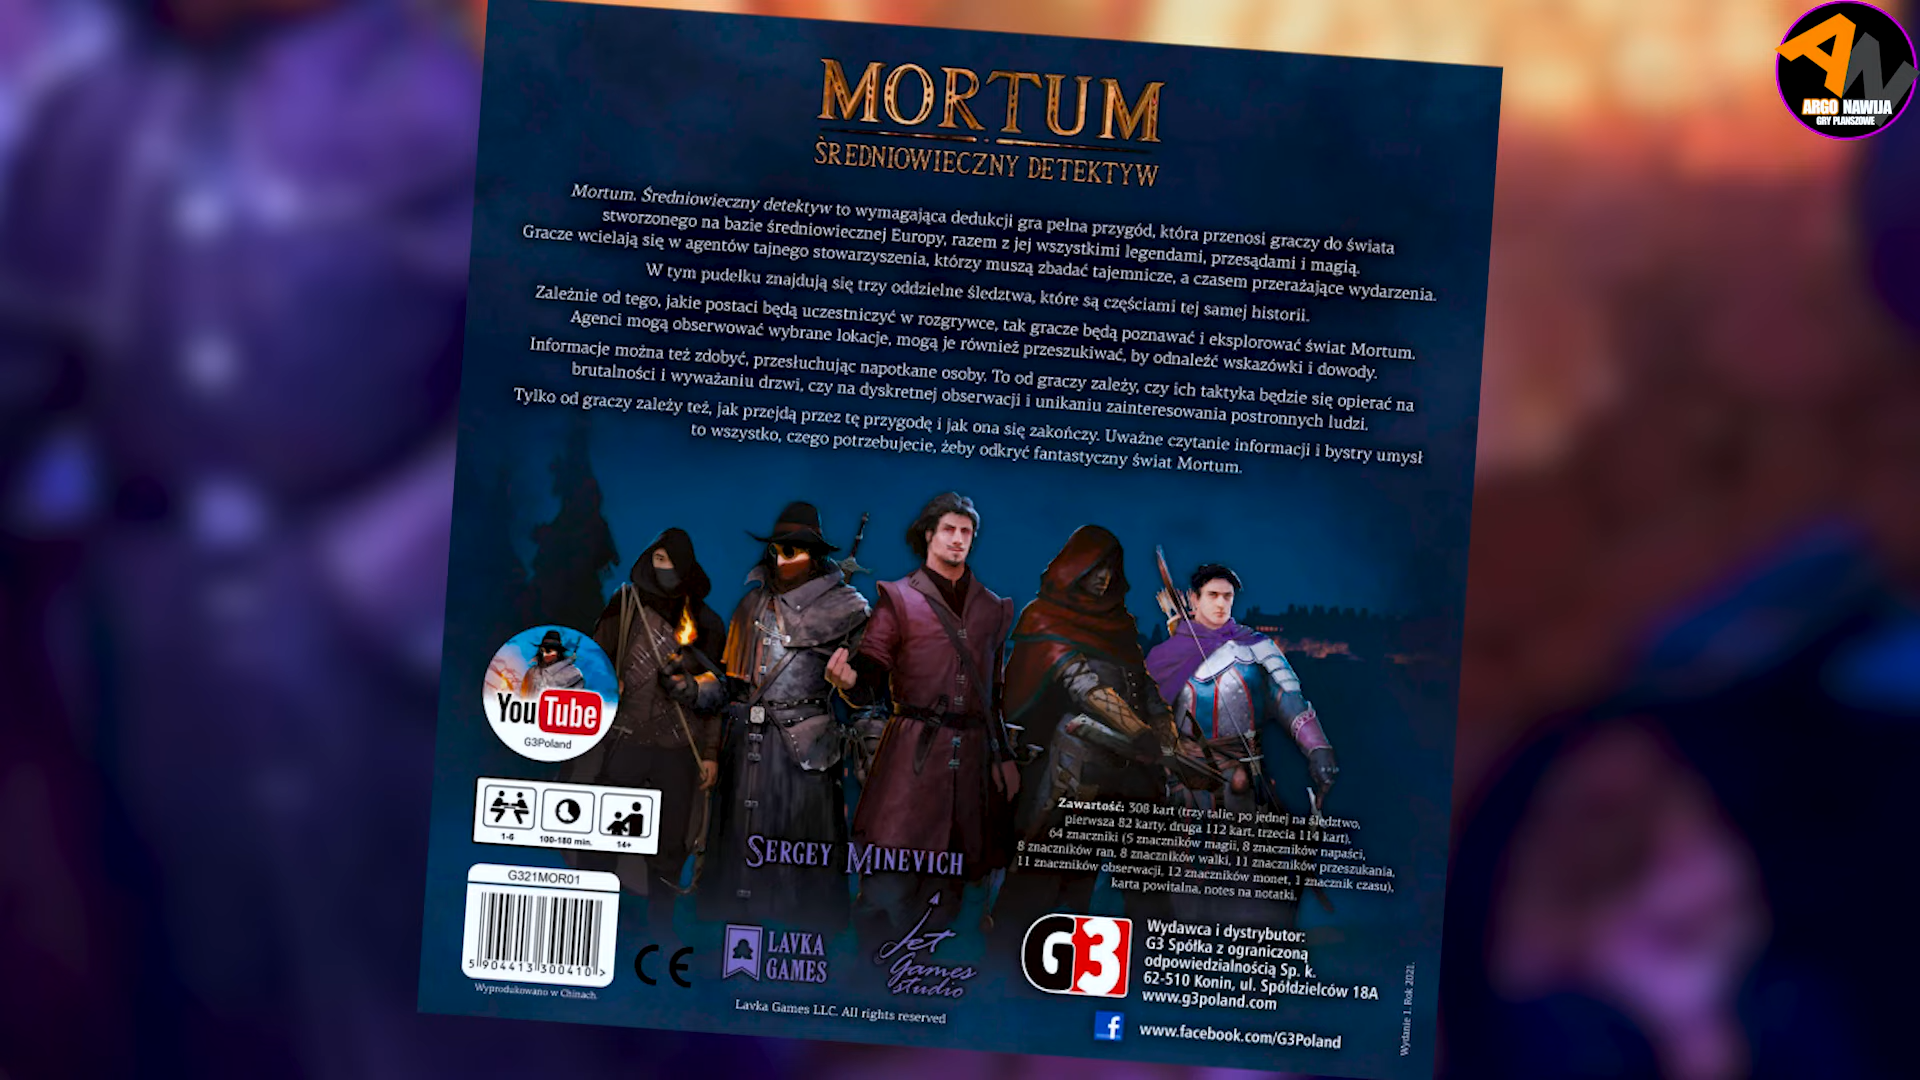 ARGO NAWIJA
GRY PLANSZOWE
MORTUM
ŚREDNIOWIECZNY DETEKTYW
Mortum. Średniowieczny detektyw to wymagająca dedukcji gra pełna przygód, która przenosi graczy do świata
stworzonego na bazie średniowiecznej Europy, razem z jej wszystkimi legendami, przesądami i magią.
Gracze wcielają się w agentów tajnego stowarzyszenia, którzy muszą zbadać tajemnicze, a czasem przerażające wydarzenia.
W tym pudełku znajdują się trzy oddzielne śledztwa, które są częściami tej samej historii.
Zależnie od tego, jakie postaci będą uczestniczyć w rozgrywce, tak gracze będą poznawać i eksplorować świat Mortum.
Agenci mogą obserwować wybrane lokacje, mogą je również przeszukiwać, by odnaleźć wskazówki i dowody.
Informacje można też zdobyć, przesłuchując napotkane osoby. To od graczy zależy, czy ich taktyka będzie się opierać na
brutalności i wyważaniu drzwi, czy na dyskretnej obserwacji i unikaniu zainteresowania postronnych ludzi.
Tylko od graczy zależy też, jak przejdą przez tę przygodę i jak ona się zakończy. Uważne czytanie informacji i bystry umysł
to wszystko, czego potrzebujecie, żeby odkryć fantastyczny świat Mortum.
YouTube
G3Poland
1-6
100-180 min.
14+
Zawartość: 308 kart (trzy talie, po jednej na śledztwo,
pierwsza 82 karty, druga 112 kart, trzecia 114 kart),
64 znaczniki (5 znaczników magii, 8 znaczników napaści,
8 znaczników ran, 8 znaczników walki, 11 znaczników przeszukania,
11 znaczników obserwacji, 12 znaczników monet, 1 znacznik czasu),
karta powitalna, notes na notatki.
SERGEY MINEVICH
G321MOR01
5 904413 300410 >
Wyprodukowano w Chinach.
CE
LAVKA
GAMES
Jet
Games
studio
Lavka Games LLC. All rights reserved
G3
Wydawca i dystrybutor:
G3 Spółka z ograniczoną
odpowiedzialnością Sp. k.
62-510 Konin, ul. Spółdzielców 18A
www.g3poland.com
f www.facebook.com/G3Poland
Wydanie 1. Rok 2021.